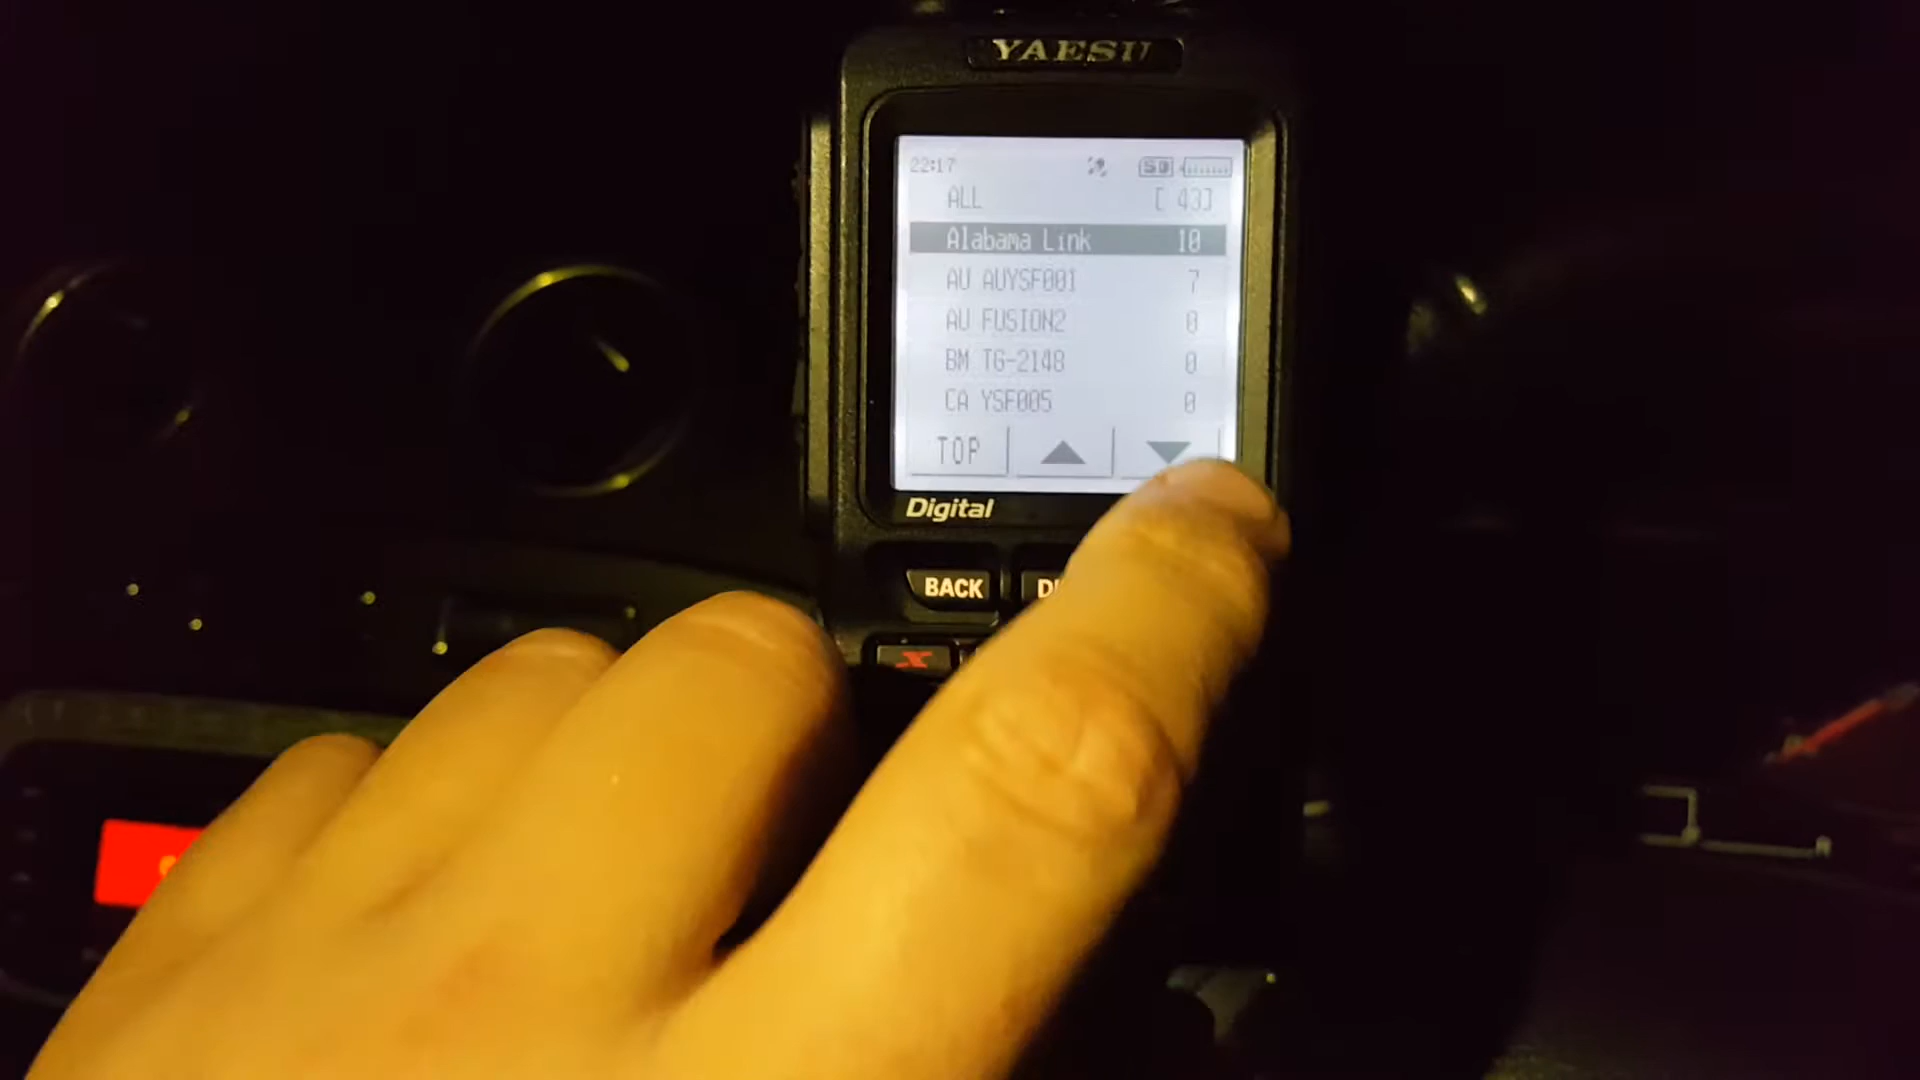 YAESU
22:17 SD
ALL [ 43]
Alabama Link 10
AU AUYSF001 7
AU FUSION2 0
BM TG-2148 0
CA YSF005 0
TOP
Digital
BACK
X